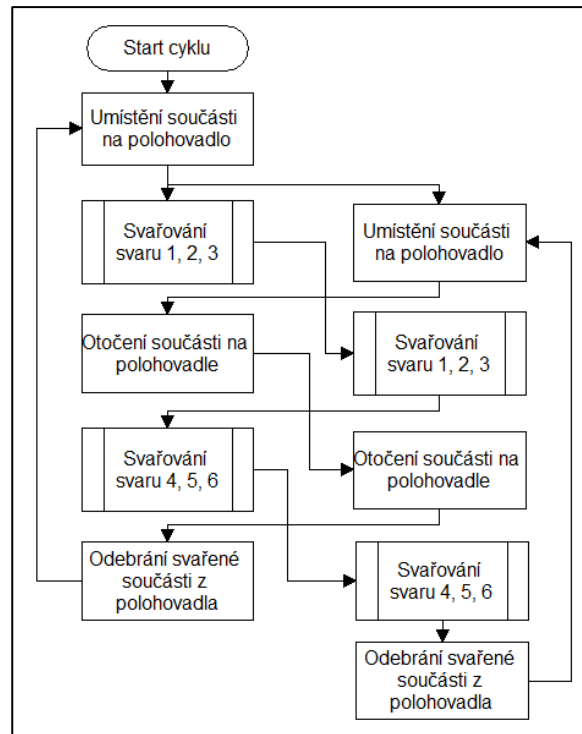 Start cyklu
Umístění součásti
na polohovadlo
Svařování
svaru 1, 2, 3
Umístění součásti
na polohovadlo
Otočení součásti na
polohovadle
Svařování
svaru 1, 2, 3
Svařování
svaru 4, 5, 6
Otočení součásti na
polohovadle
Odebrání svařené
součásti z
polohovadla
Svařování
svaru 4, 5, 6
Odebrání svařené
součásti z
polohovadla